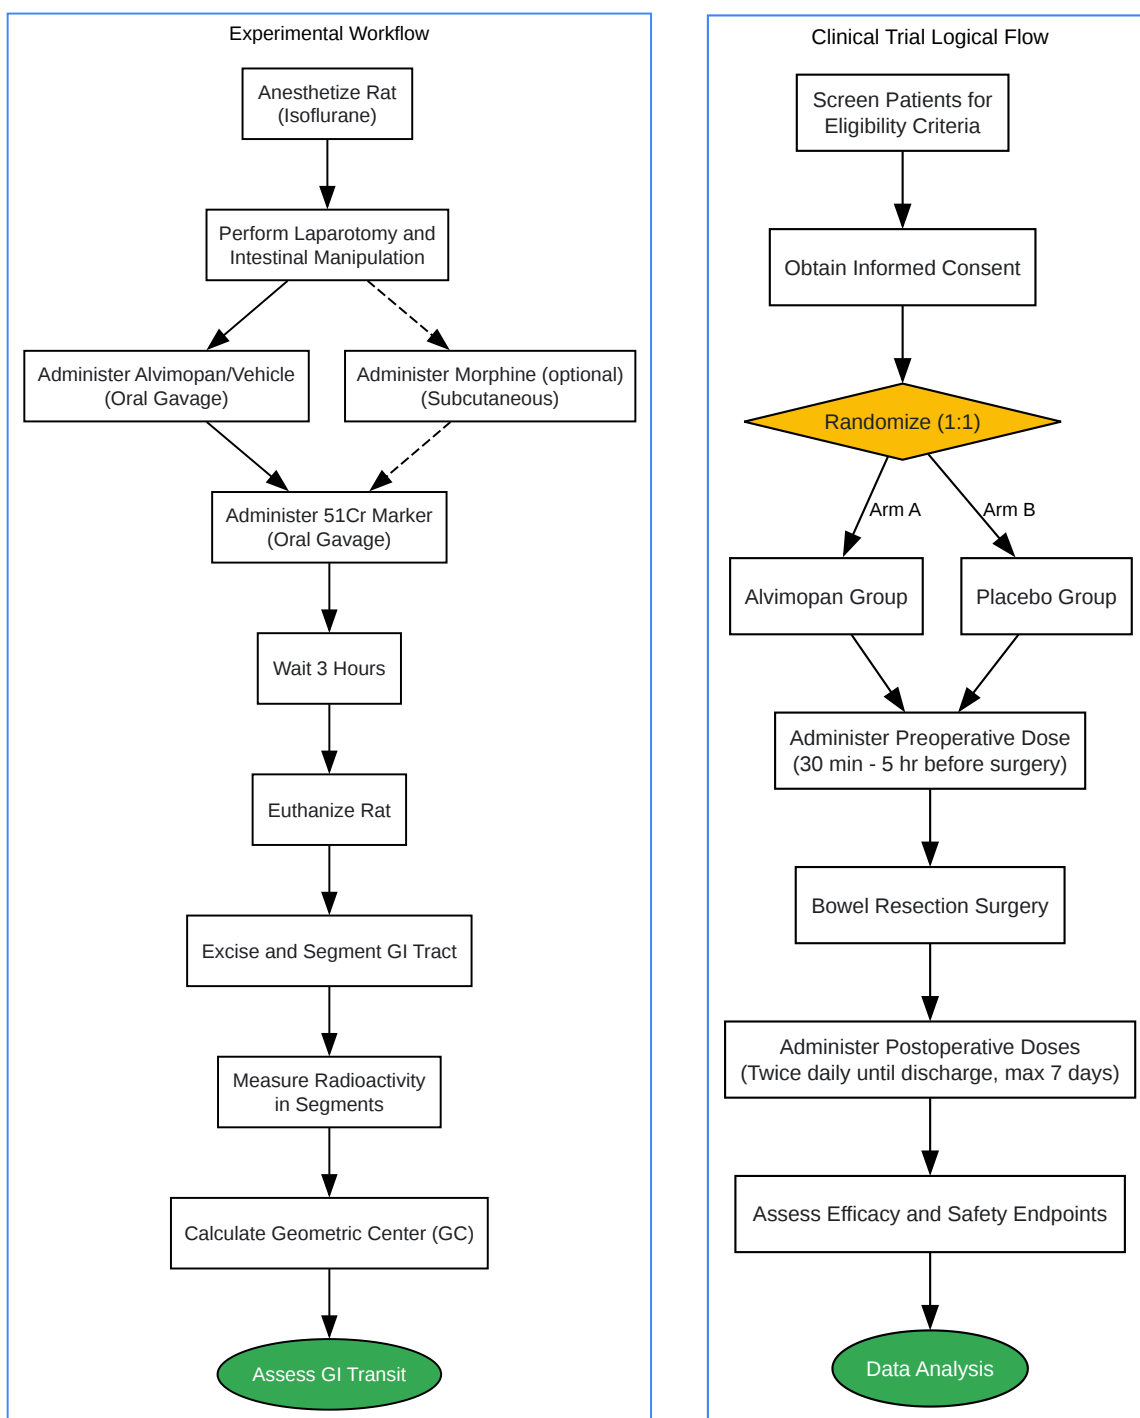 Experimental Workflow
Anesthetize Rat
(Isoflurane)
Perform Laparotomy and
Intestinal Manipulation
Administer Alvimopan/Vehicle
(Oral Gavage)
Administer Morphine (optional)
(Subcutaneous)
Administer 51Cr Marker
(Oral Gavage)
Wait 3 Hours
Euthanize Rat
Excise and Segment GI Tract
Measure Radioactivity
in Segments
Calculate Geometric Center (GC)
Assess GI Transit
Clinical Trial Logical Flow
Screen Patients for
Eligibility Criteria
Obtain Informed Consent
Randomize (1:1)
Arm A
Arm B
Alvimopan Group
Placebo Group
Administer Preoperative Dose
(30 min - 5 hr before surgery)
Bowel Resection Surgery
Administer Postoperative Doses
(Twice daily until discharge, max 7 days)
Assess Efficacy and Safety Endpoints
Data Analysis